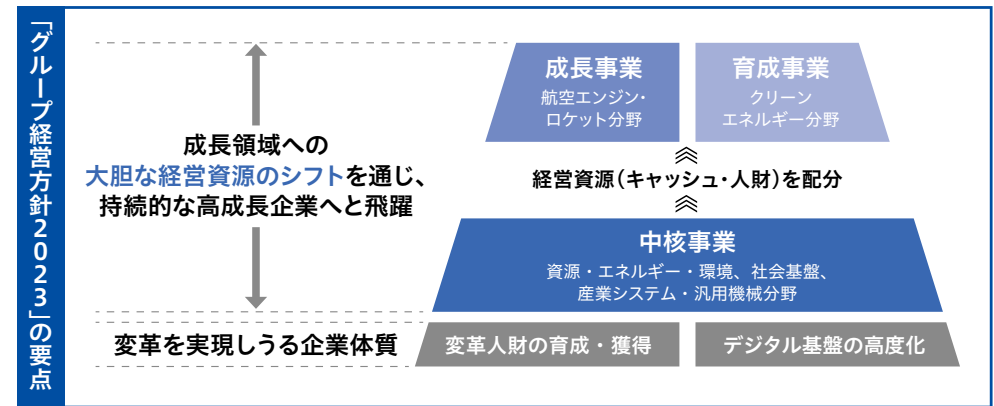 「グループ経営方針2023」の要点
成長領域への
大胆な経営資源のシフトを通じ、
持続的な高成長企業へと飛躍
成長事業
航空エンジン・
ロケット分野
育成事業
クリーン
エネルギー分野
経営資源（キャッシュ・人財）を配分
中核事業
資源・エネルギー・環境、社会基盤、
産業システム・汎用機械分野
変革を実現しうる企業体質
変革人財の育成・獲得
デジタル基盤の高度化